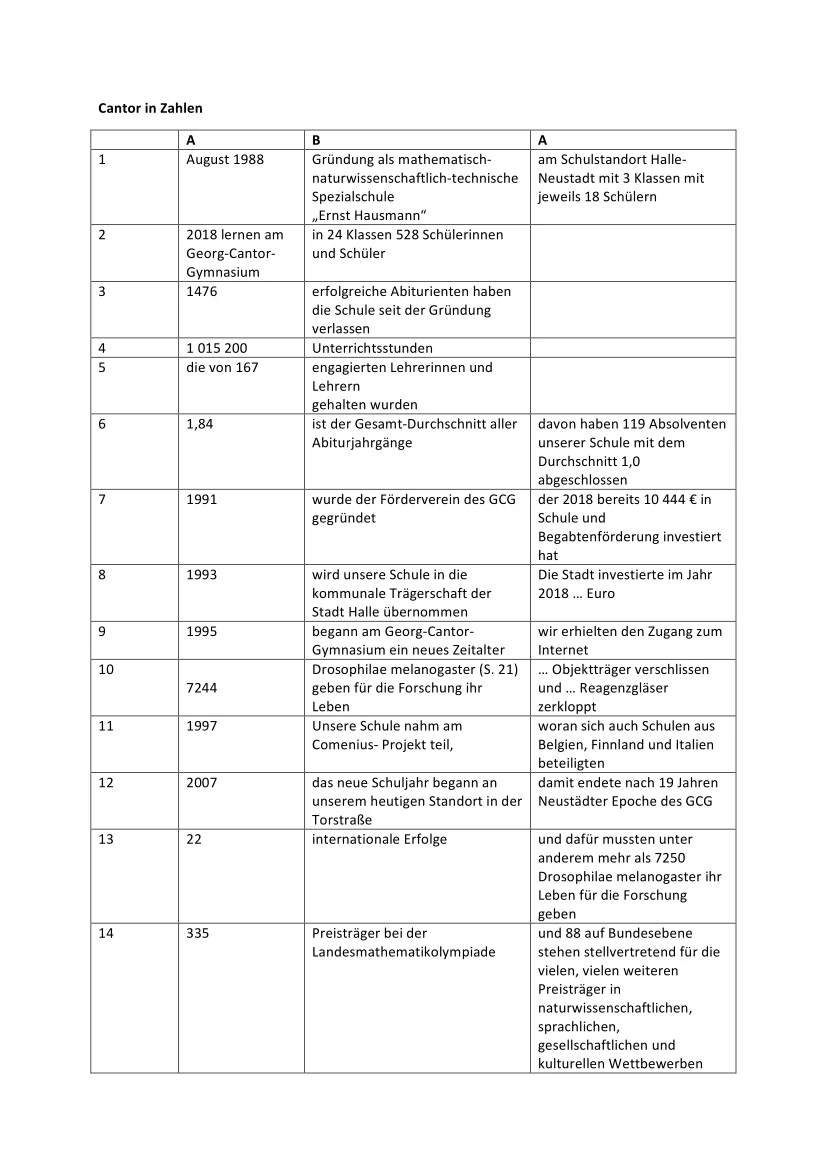 Cantor in Zahlen
A B A
1 August 1988 Gründung als mathematisch- am Schulstandort Halle-
naturwissenschaftlich-technische Neustadt mit 3 Klassen mit
Spezialschule jeweils 18 Schülern
„Ernst Hausmann“
2 2018 lernen am in 24 Klassen 528 Schülerinnen
Georg-Cantor- und Schüler
Gymnasium
3 1476 erfolgreiche Abiturienten haben
die Schule seit der Gründung
verlassen
4 1 015 200 Unterrichtsstunden
5 die von 167 engagierten Lehrerinnen und
Lehrern
gehalten wurden
6 1,84 ist der Gesamt-Durchschnitt aller davon haben 119 Absolventen
Abiturjahrgänge unserer Schule mit dem
Durchschnitt 1,0
abgeschlossen
7 1991 wurde der Förderverein des GCG der 2018 bereits 10 444 € in
gegründet Schule und
Begabtenförderung investiert
hat
8 1993 wird unsere Schule in die Die Stadt investierte im Jahr
kommunale Trägerschaft der 2018 … Euro
Stadt Halle übernommen
9 1995 begann am Georg-Cantor- wir erhielten den Zugang zum
Gymnasium ein neues Zeitalter Internet
10 Drosophilae melanogaster (S. 21) … Objektträger verschlissen
7244 geben für die Forschung ihr und … Reagenzgläser
Leben zerkloppt
11 1997 Unsere Schule nahm am woran sich auch Schulen aus
Comenius- Projekt teil, Belgien, Finnland und Italien
beteiligten
12 2007 das neue Schuljahr begann an damit endete nach 19 Jahren
unserem heutigen Standort in der Neustädter Epoche des GCG
Torstraße
13 22 internationale Erfolge und dafür mussten unter
anderem mehr als 7250
Drosophilae melanogaster ihr
Leben für die Forschung
geben
14 335 Preisträger bei der und 88 auf Bundesebene
Landesmathematikolympiade stehen stellvertretend für die
vielen, vielen weiteren
Preisträger in
naturwissenschaftlichen,
sprachlichen,
gesellschaftlichen und
kulturellen Wettbewerben